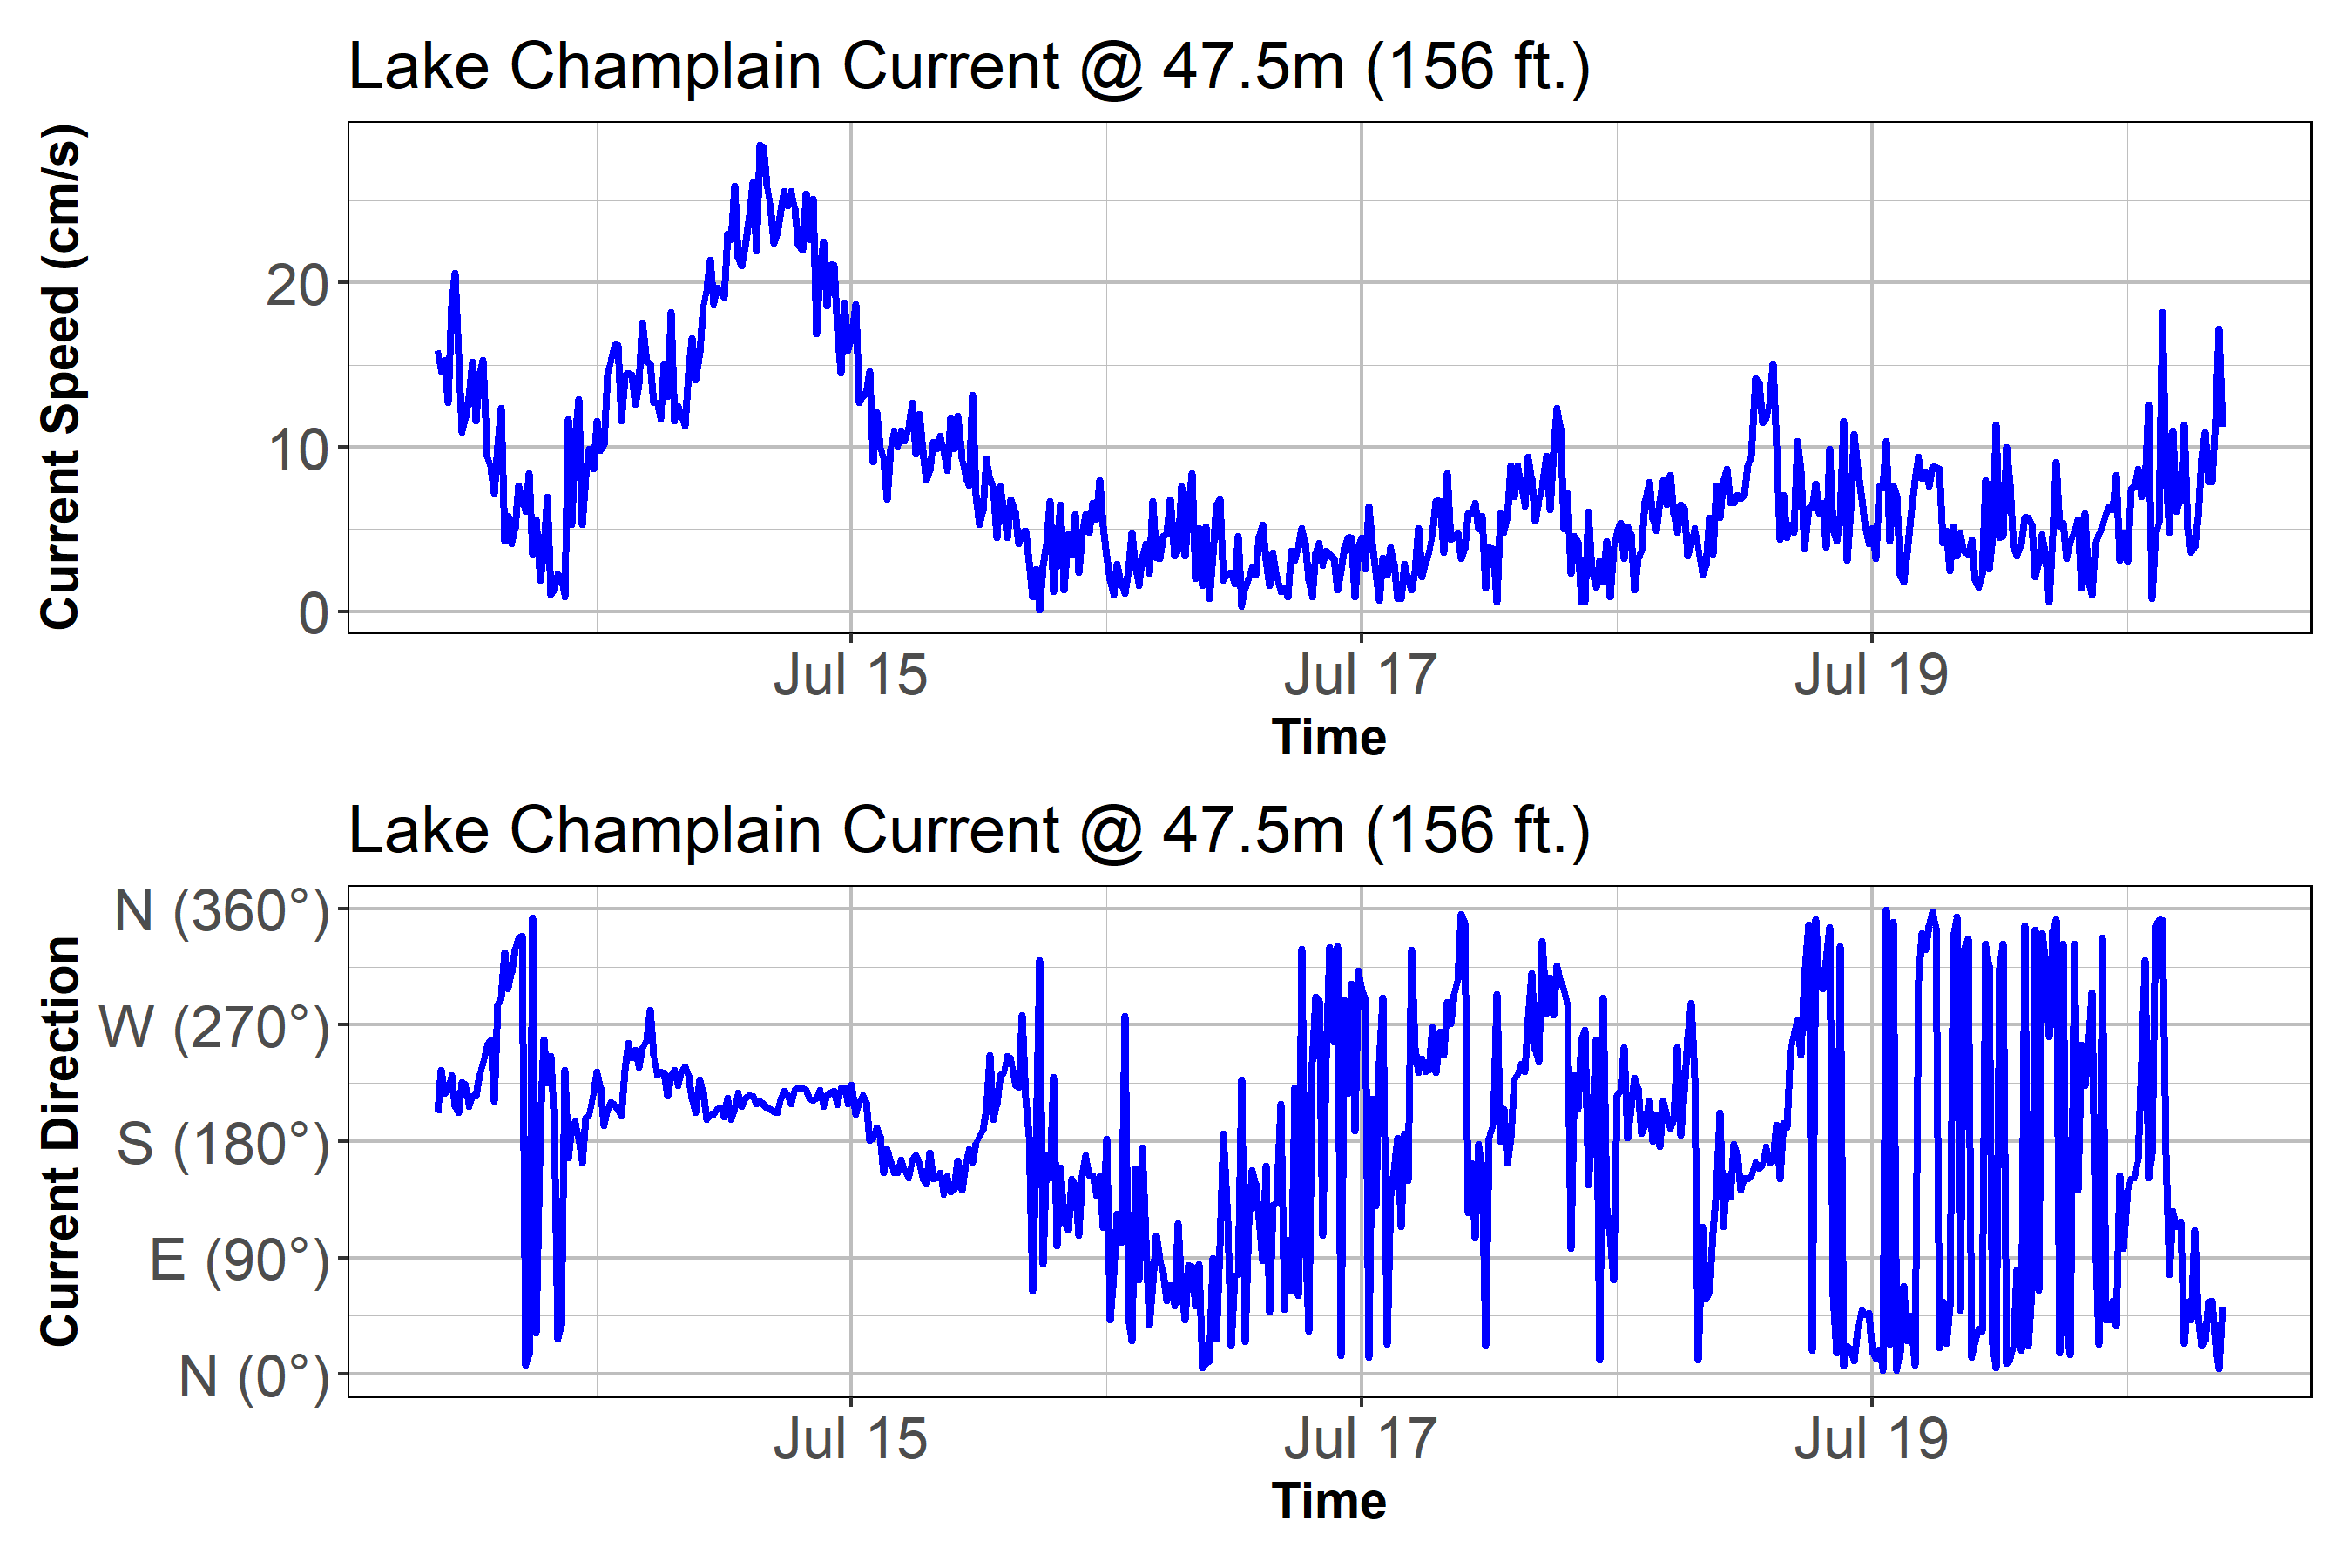 Lake Champlain Current @ 47.5m (156 ft.)
Current Speed (cm/s)
20
10
0
Jul 15 Jul 17 Jul 19
Time
Lake Champlain Current @ 47.5m (156 ft.)
Current Direction
N (360°)
W (270°)
S (180°)
E (90°)
N (0°)
Jul 15 Jul 17 Jul 19
Time